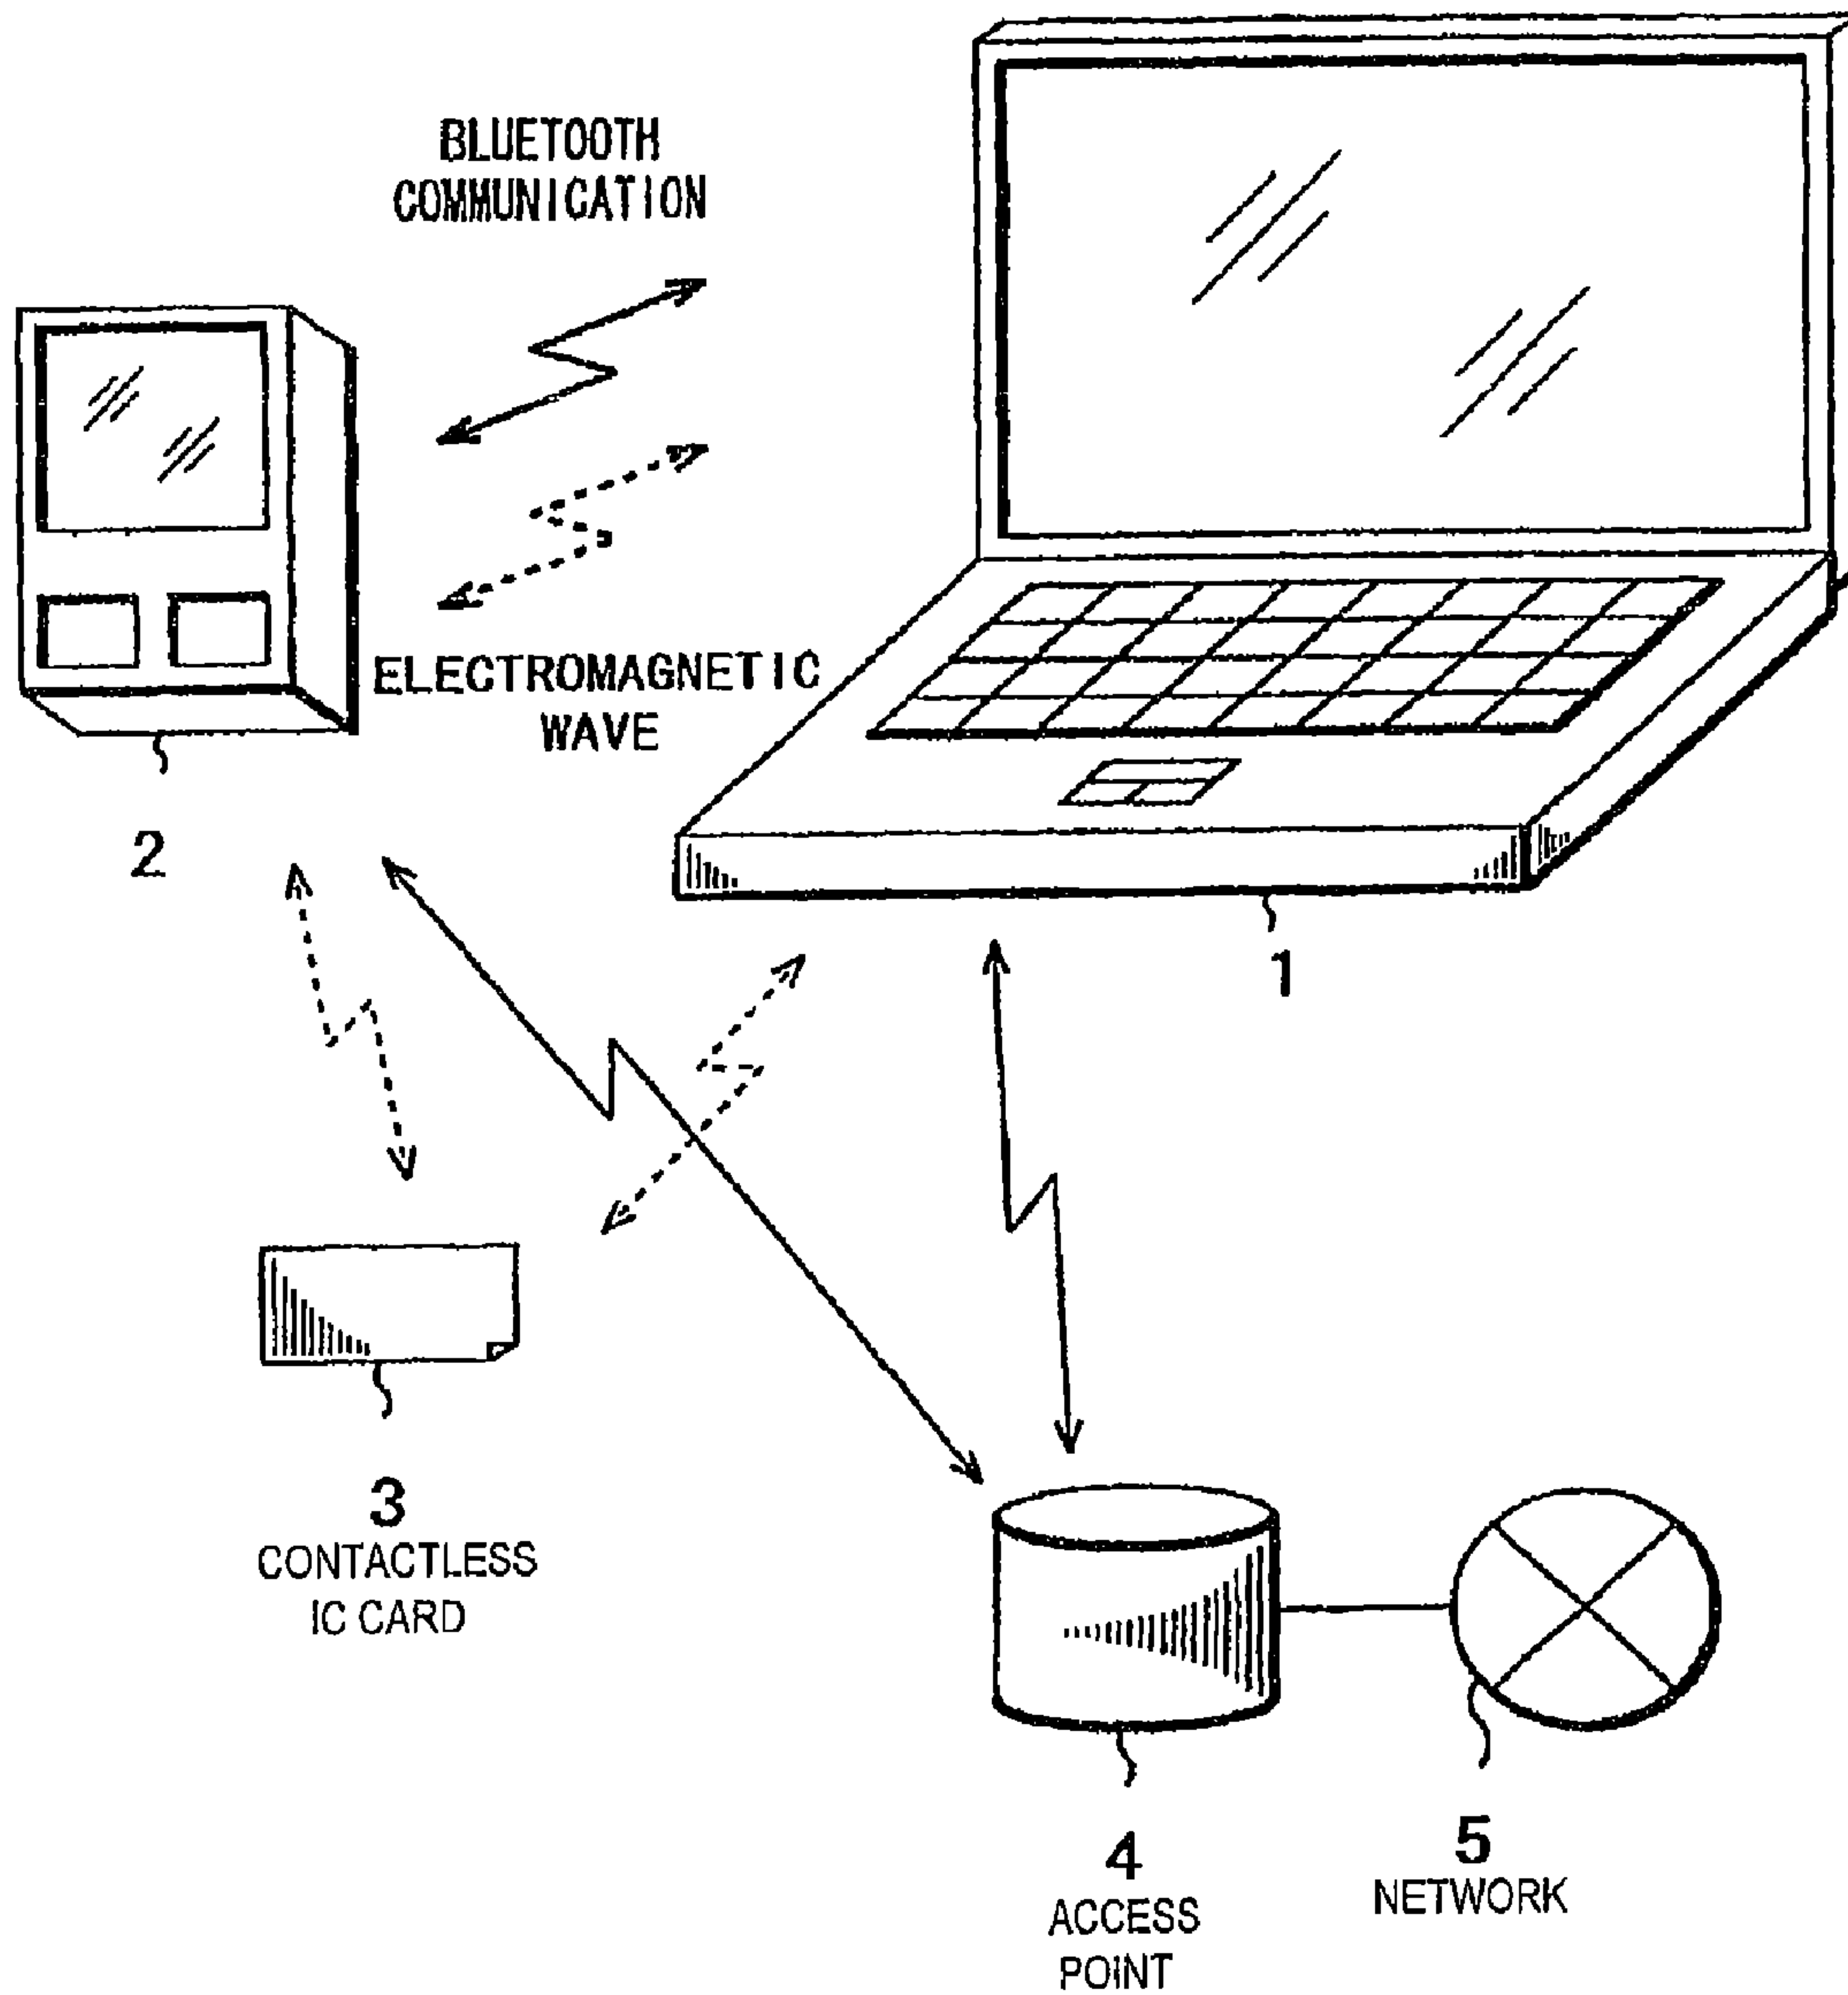 BLUETOOTH
COMMUNICATION
ELECTROMAGNETIC
WAVE
2
1
3
CONTACTLESS
IC CARD
4
ACCESS
POINT
5
NETWORK